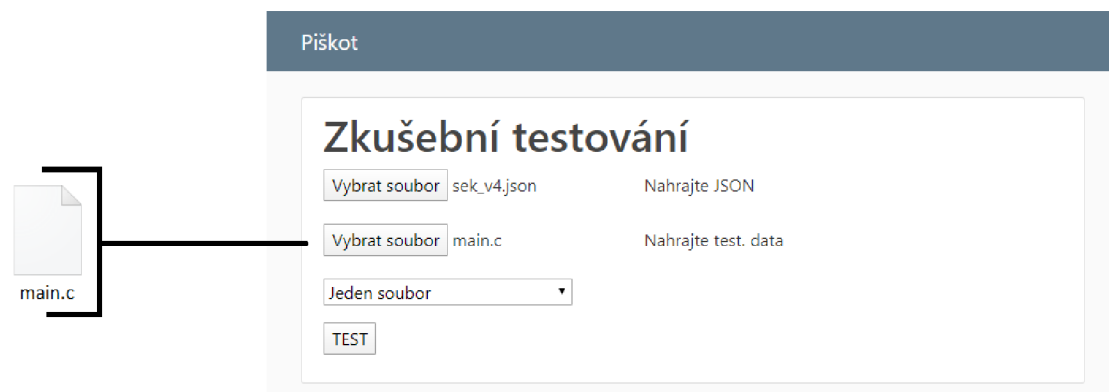 Piškot
Zkušební testování
Vybrat soubor sek_v4.json Nahrajte JSON
Vybrat soubor main.c Nahrajte test. data
main.c
Jeden soubor
TEST